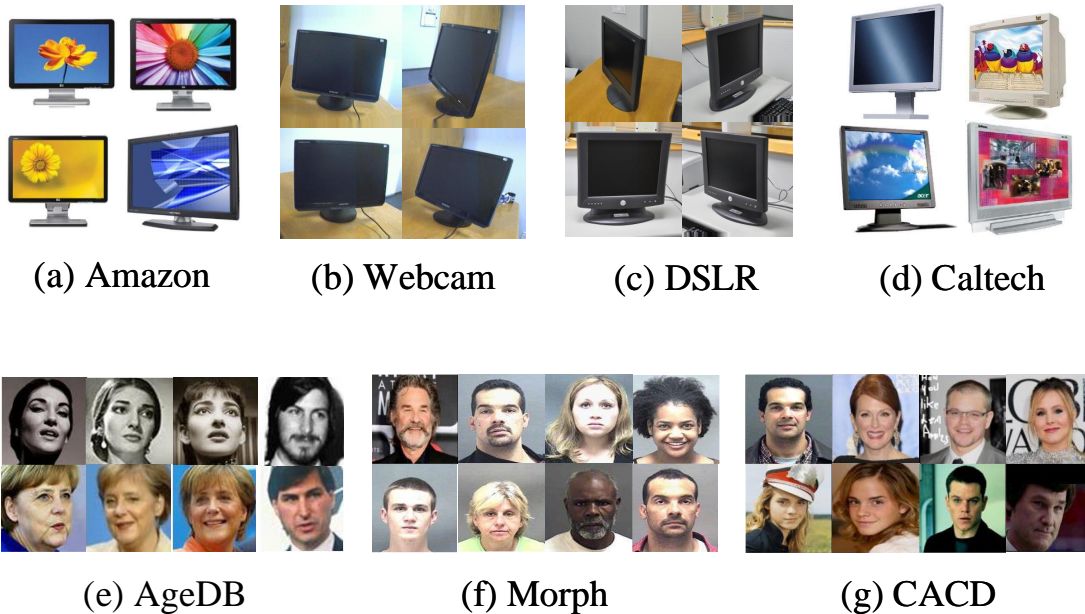 (a) Amazon
(b) Webcam
(c) DSLR
(d) Caltech
(e) AgeDB
(f) Morph
(g) CACD